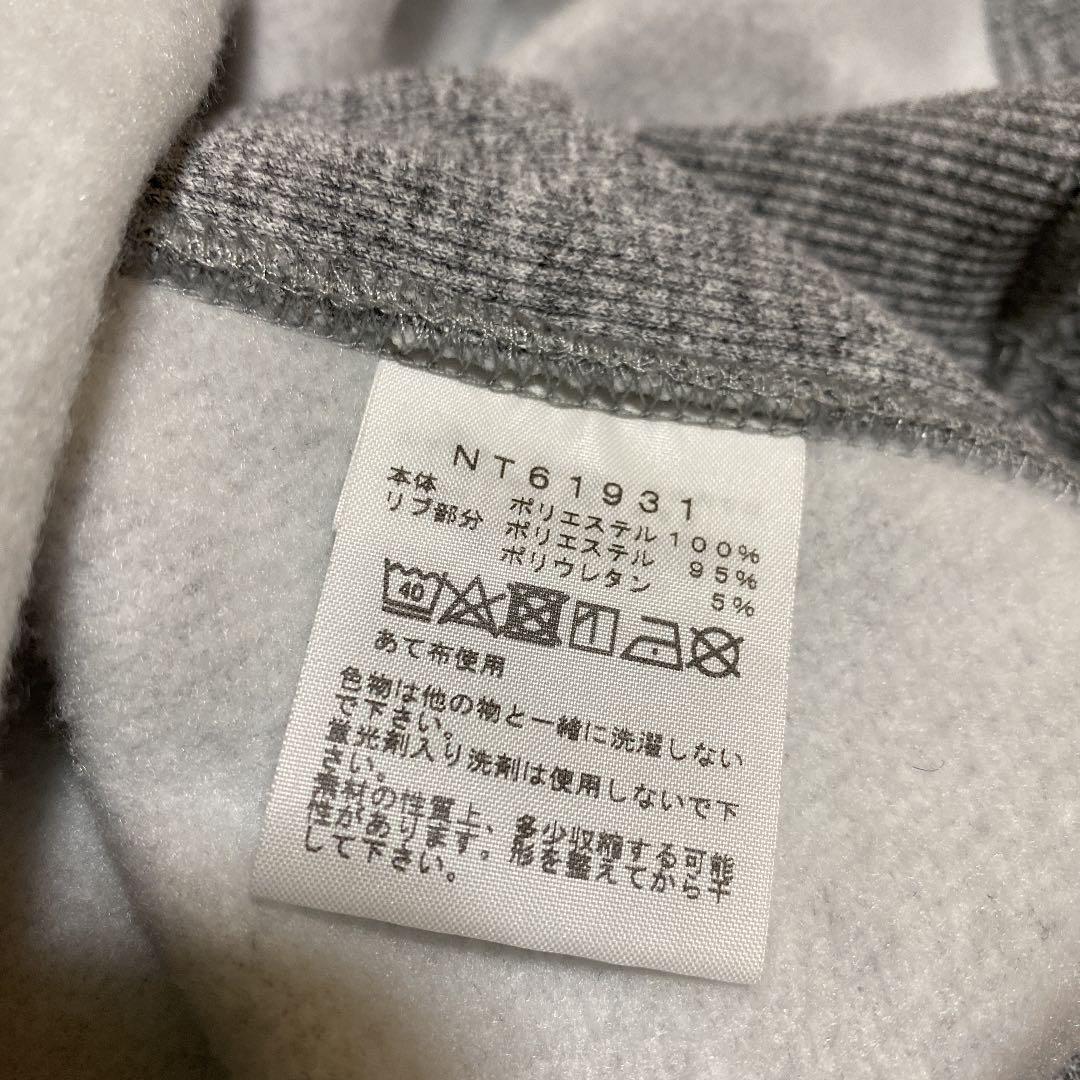 NT61931
本体 ポリエステル 100%
リブ部分 ポリエステル 95%
ポリウレタン 5%
40
あて布使用
色物は他の物と一緒に洗濯しない
で下さい。
蛍光剤入り洗剤は使用しないで下
さい。
素材の性質上、多少収縮する可能
性があります。形を整えてから干
して下さい。